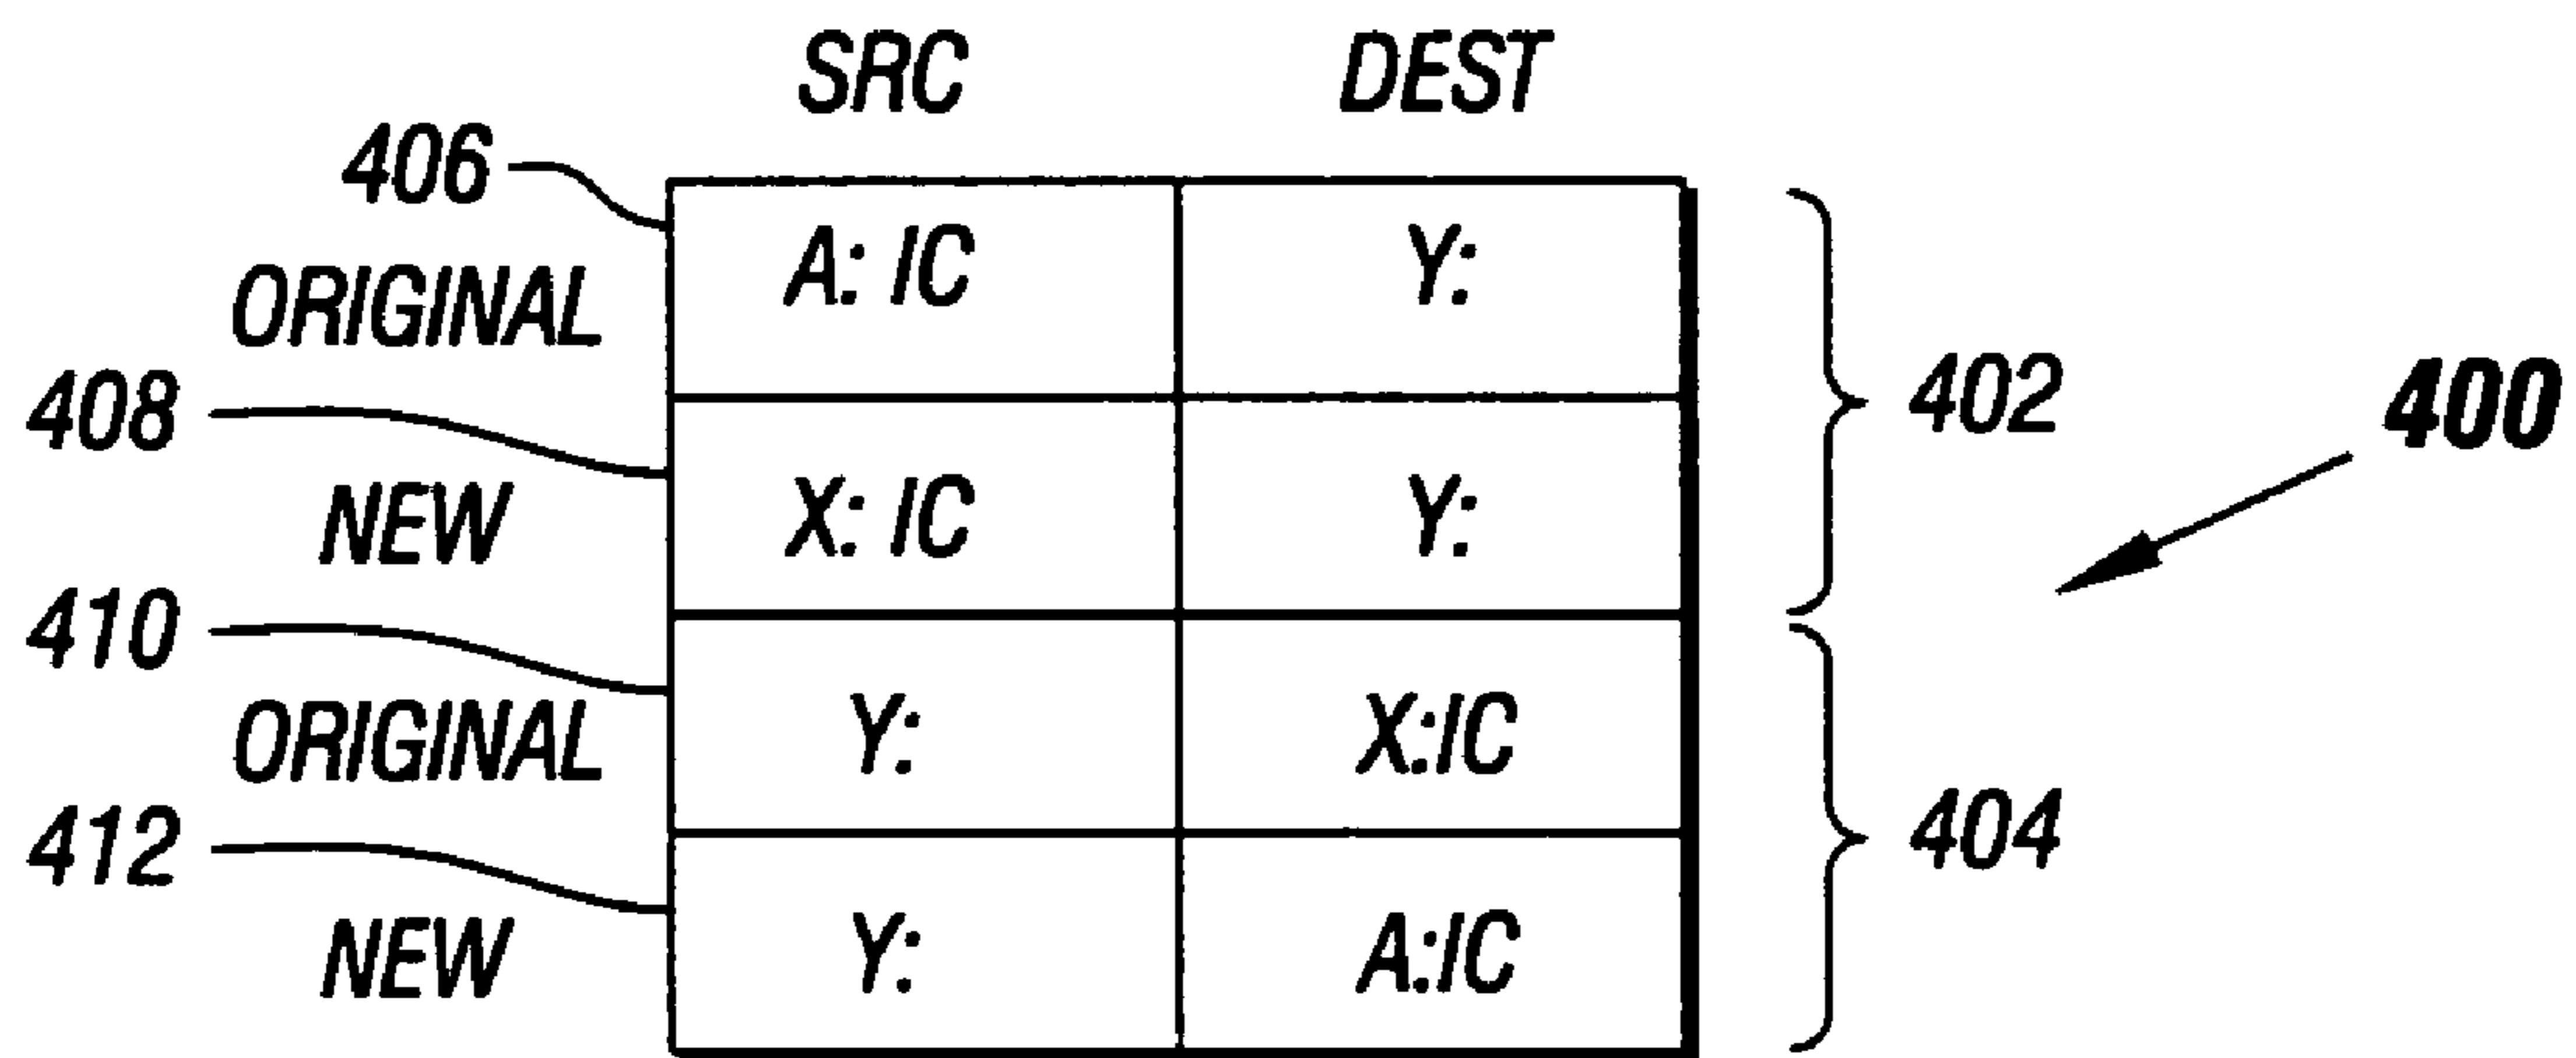 SRC DEST
406
A: IC Y:
ORIGINAL
408 402
400
X: IC Y:
NEW
410
Y: X:IC
ORIGINAL
412 404
Y: A:IC
NEW